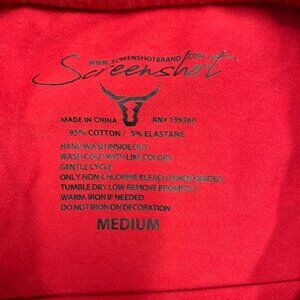 WWW.SCREENSHOTBRAND.COM
Screenshot
MADE IN CHINA RN# 139360
95% COTTON / 5% ELASTANE
HAND WASH INSIDE OUT
WASH COLD WITH LIKE COLORS
GENTLE CYCLE
ONLY NON-CHLORINE BLEACH WHEN NEEDED
TUMBLE DRY LOW REMOVE PROMPTLY
WARM IRON IF NEEDED
DO NOT IRON ON DECORATION
MEDIUM